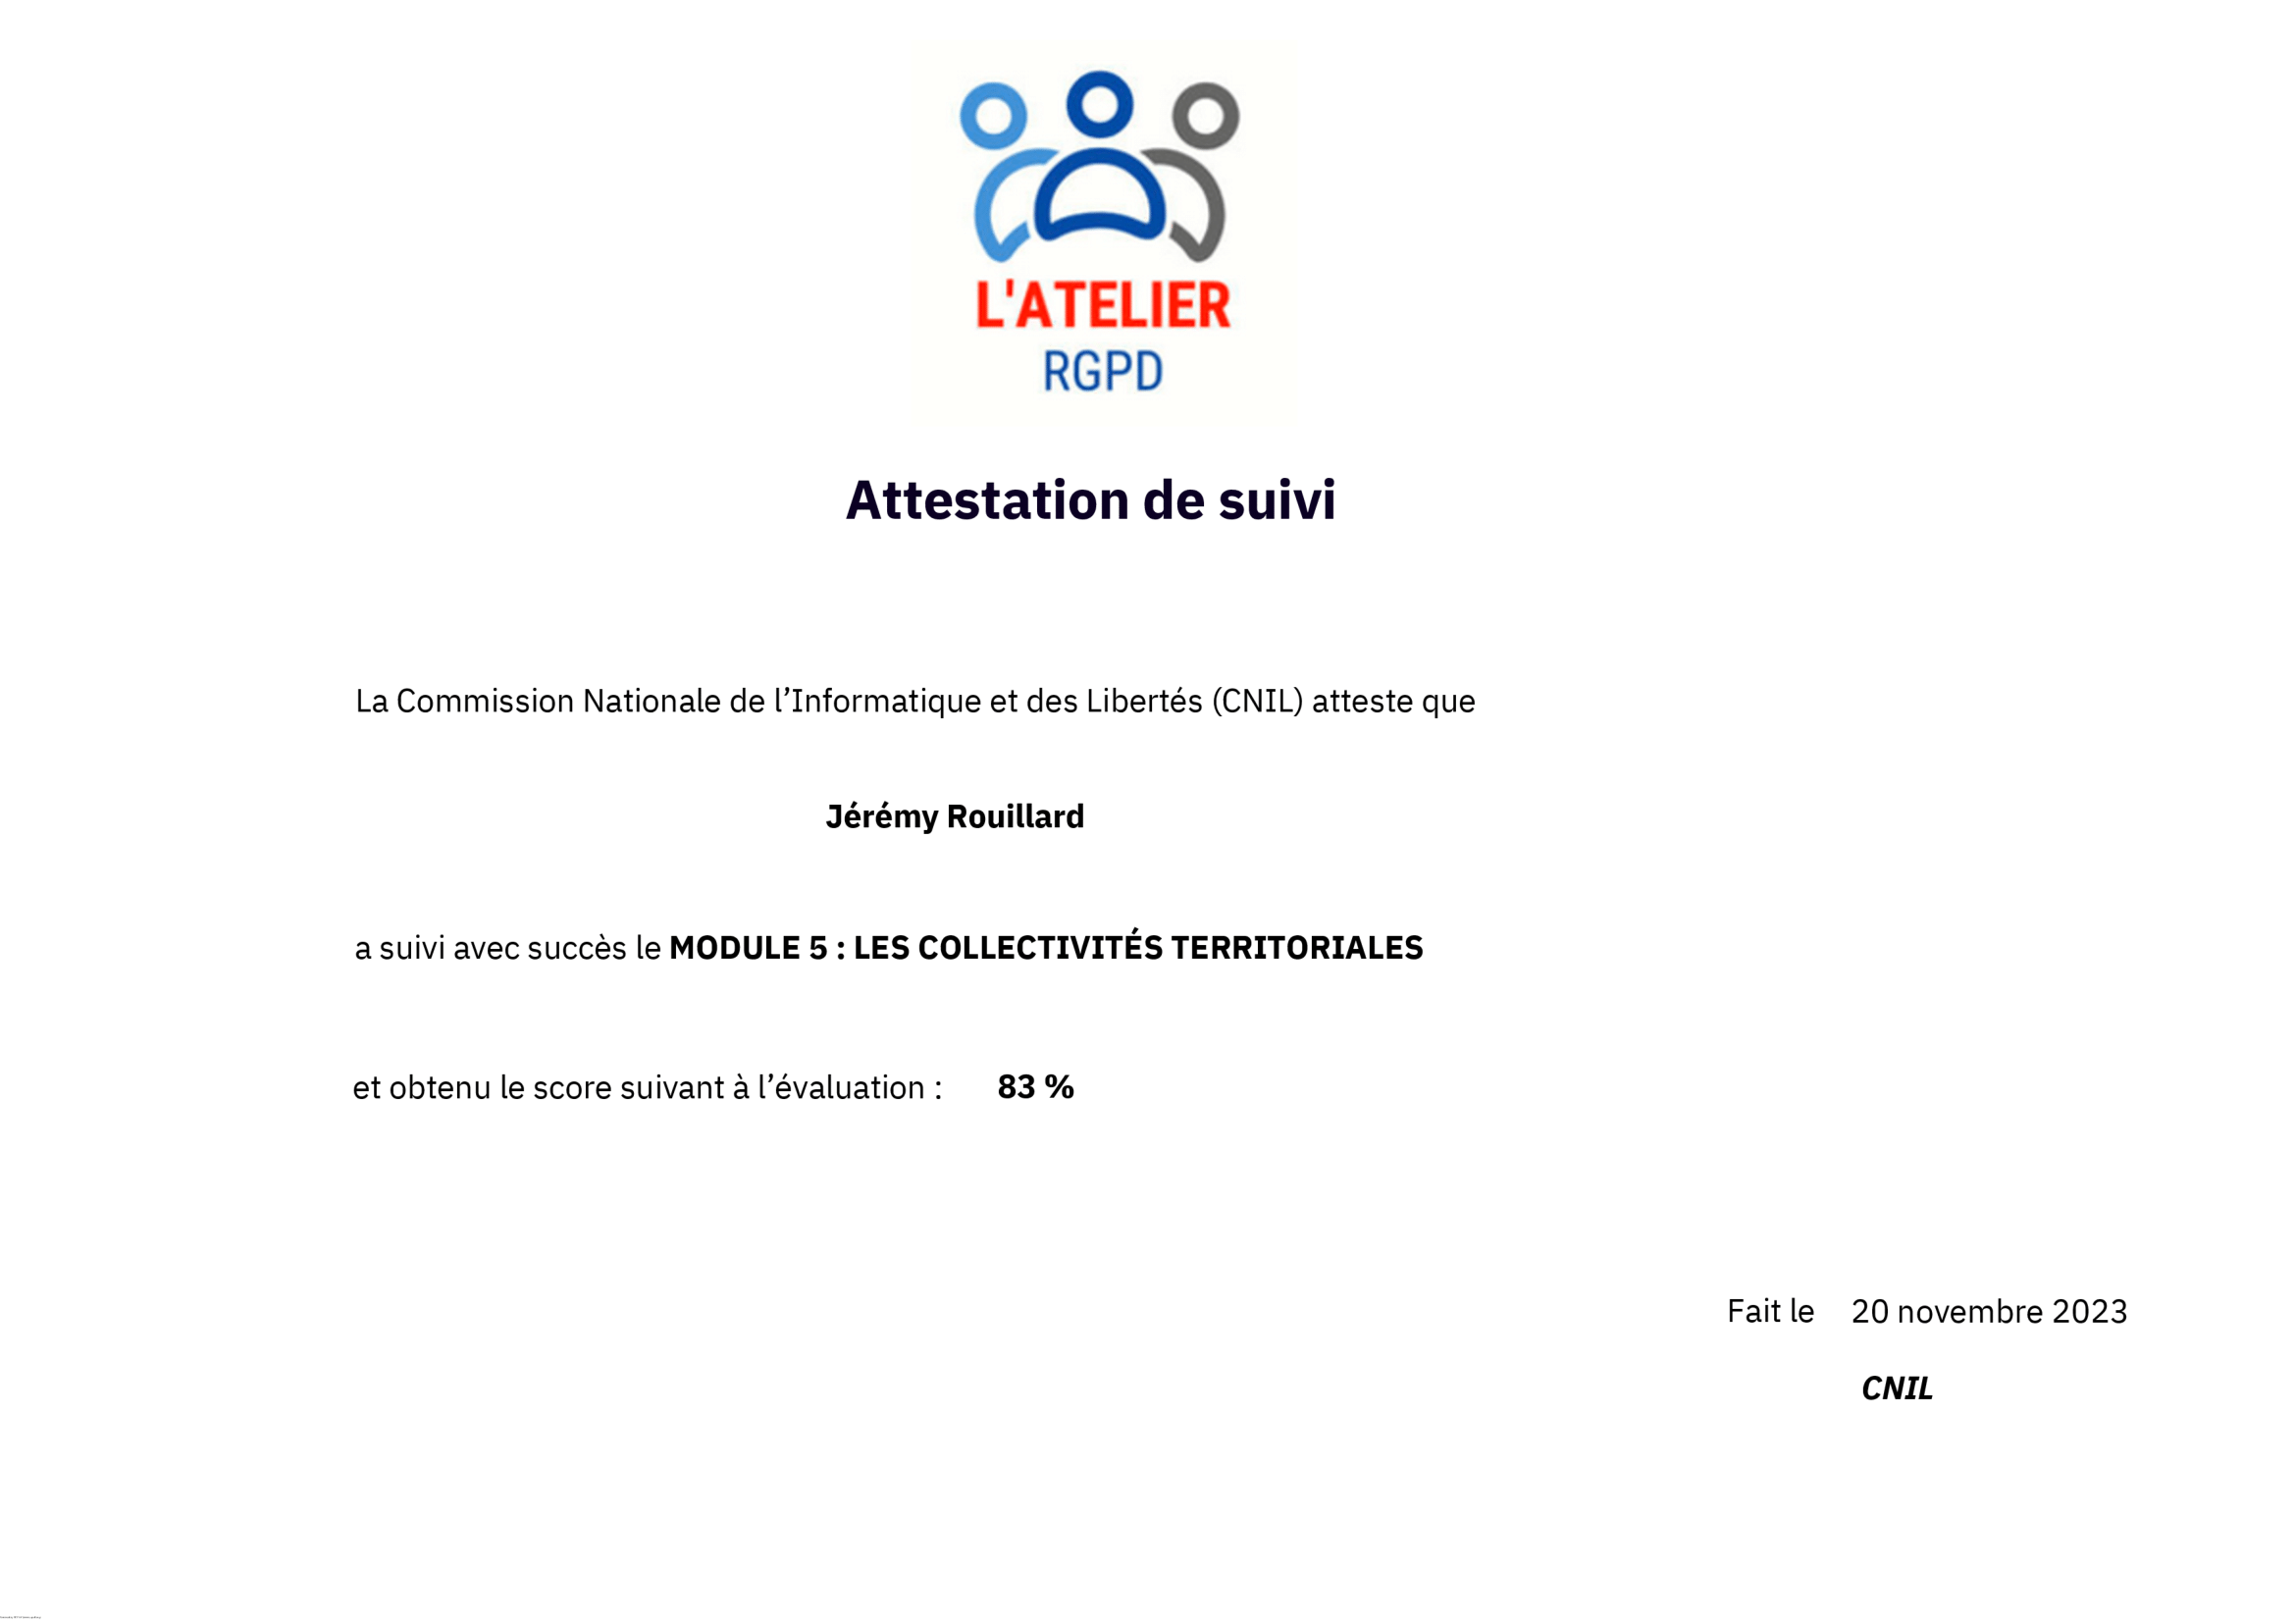 L'ATELIER
RGPD
Attestation de suivi
La Commission Nationale de l’Informatique et des Libertés (CNIL) atteste que
Jérémy Rouillard
a suivi avec succès le MODULE 5 : LES COLLECTIVITÉS TERRITORIALES
et obtenu le score suivant à l’évaluation : 83 %
Fait le 20 novembre 2023
CNIL